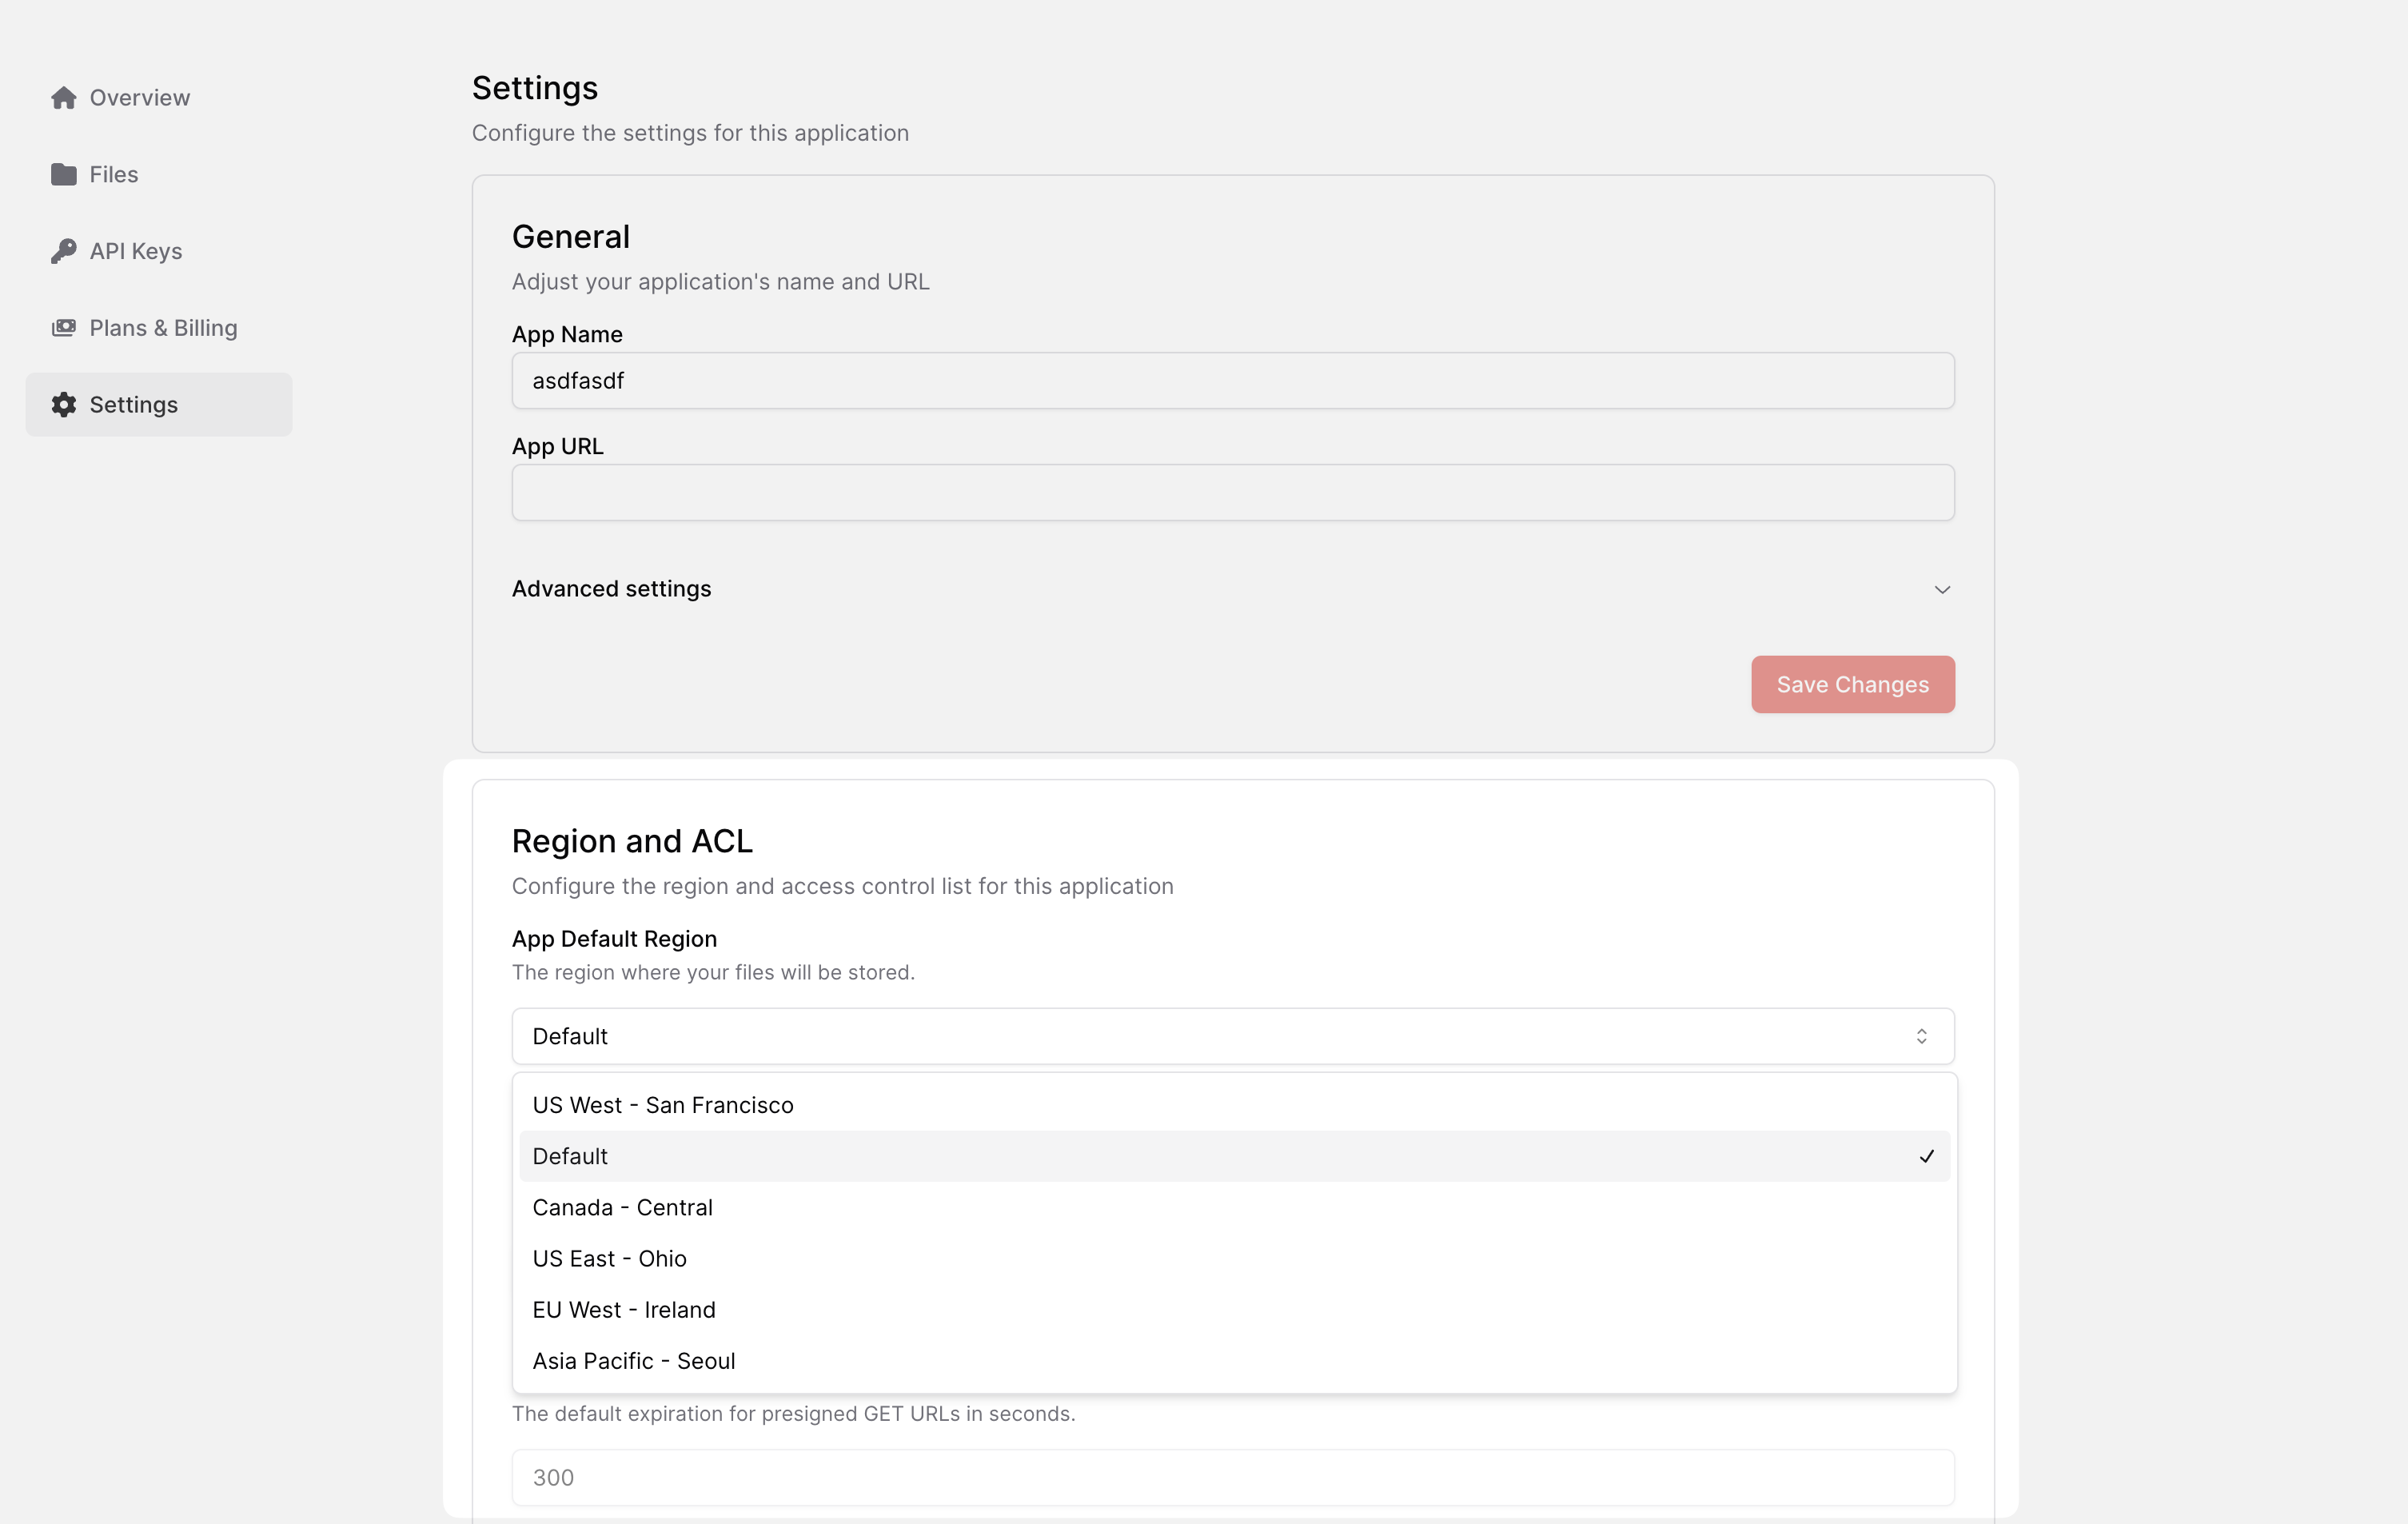 Overview
Files
API Keys
Plans & Billing
Settings
Settings
Configure the settings for this application
General
Adjust your application's name and URL
App Name
asdfasdf
App URL
Advanced settings
Save Changes
Region and ACL
Configure the region and access control list for this application
App Default Region
The region where your files will be stored.
Default
US West - San Francisco
Default
Canada - Central
US East - Ohio
EU West - Ireland
Asia Pacific - Seoul
The default expiration for presigned GET URLs in seconds.
300